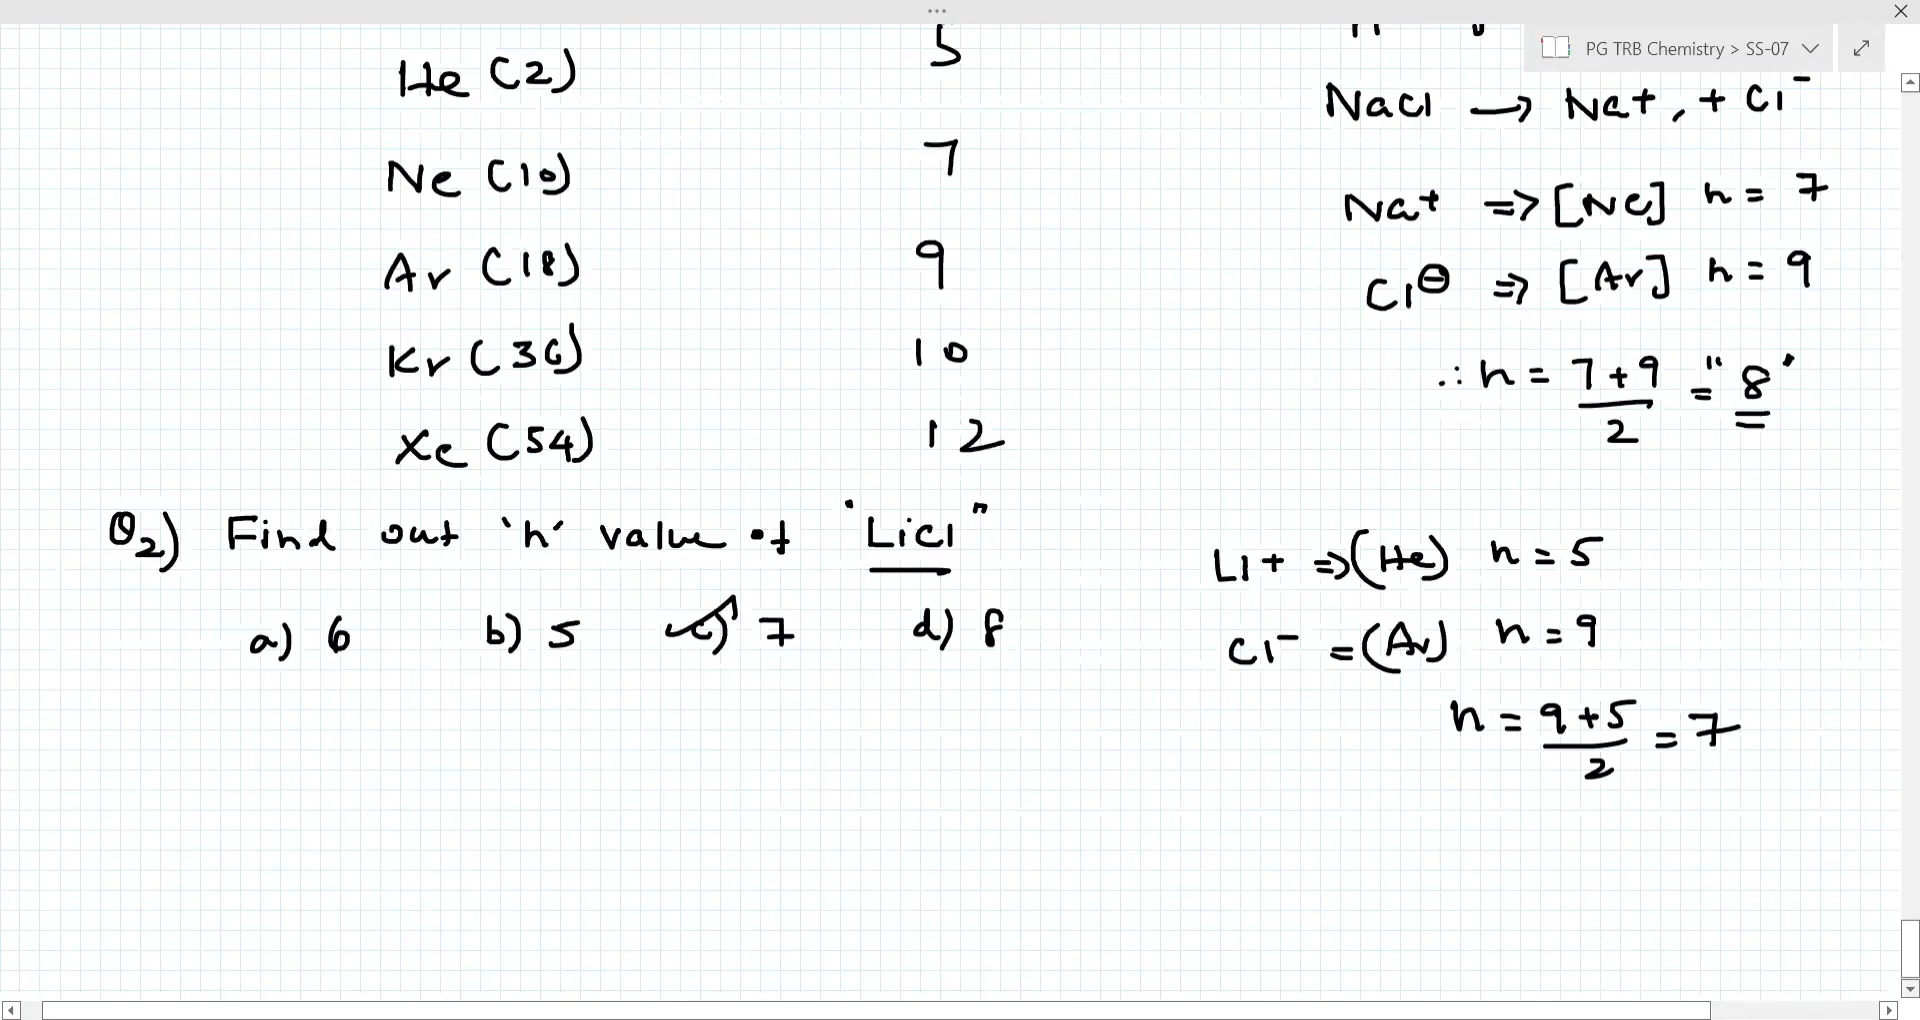 PG TRB Chemistry > SS-07
He (2) 5
Ne (10) 7
Ar (18) 9
Kr (36) 10
Xe (54) 12
NaCl → Na+, + Cl-
Na+ => [Ne] n = 7
Cl⊖ => [Ar] n = 9
∴ n = 7+9/2 = "8"
Q2) Find out 'n' value of "LiCl"
a) 6 b) 5 c) 7 d) 8
Li+ => (He) n = 5
Cl- = (Ar) n = 9
n = 9+5/2 = 7